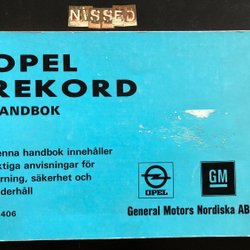 NiSSED
OPEL
REKORD
HANDBOK
enna handbok innehåller
ktiga anvisningar för
rning, säkerhet och
derhåll
406
OPEL
GM
General Motors Nordiska AB